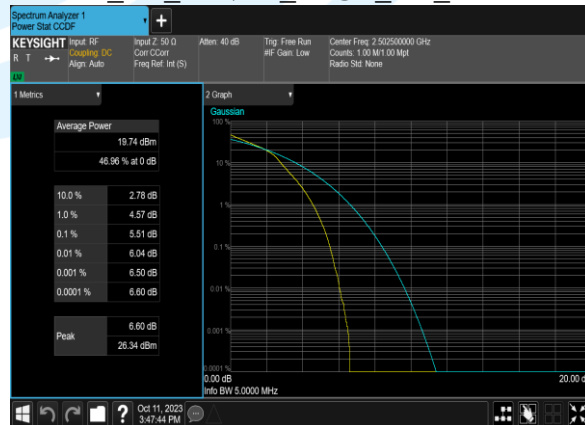 Spectrum Analyzer 1
Power Stat CCDF
KEYSIGHT
R T
Input: RF
Coupling: DC
Align: Auto
Input Z: 50 Ω
Corr CCorr
Freq Ref: Int (S)
Atten: 40 dB
Trig: Free Run
#IF Gain: Low
Center Freq: 2.502500000 GHz
Counts: 1.00 M/1.00 Mpt
Radio Std: None
1 Metrics
Average Power
19.74 dBm
46.96 % at 0 dB
10.0 % 2.78 dB
1.0 % 4.57 dB
0.1 % 5.51 dB
0.01 % 6.04 dB
0.001 % 6.50 dB
0.0001 % 6.60 dB
Peak
6.60 dB
26.34 dBm
2 Graph
Gaussian
100 %
10 %
1 %
0.1 %
0.01 %
0.001 %
0.0001 %
0.00 dB
20.00 d
Info BW 5.0000 MHz
?
Oct 11, 2023
3:47:44 PM